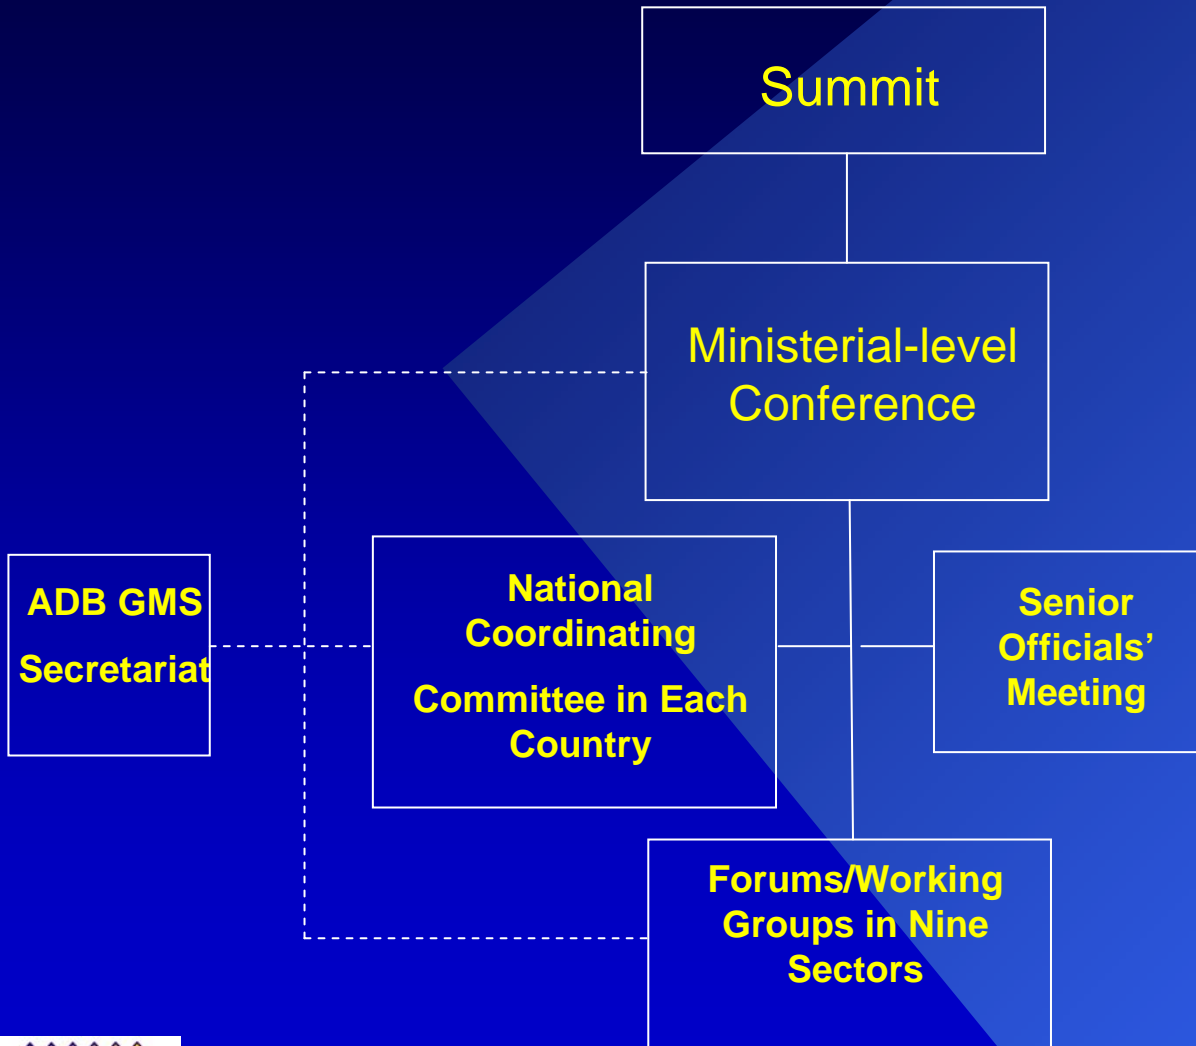 Summit
Ministerial-level
Conference
ADB GMS
Secretariat
National
Coordinating
Committee in Each
Country
Senior
Officials’
Meeting
Forums/Working
Groups in Nine
Sectors